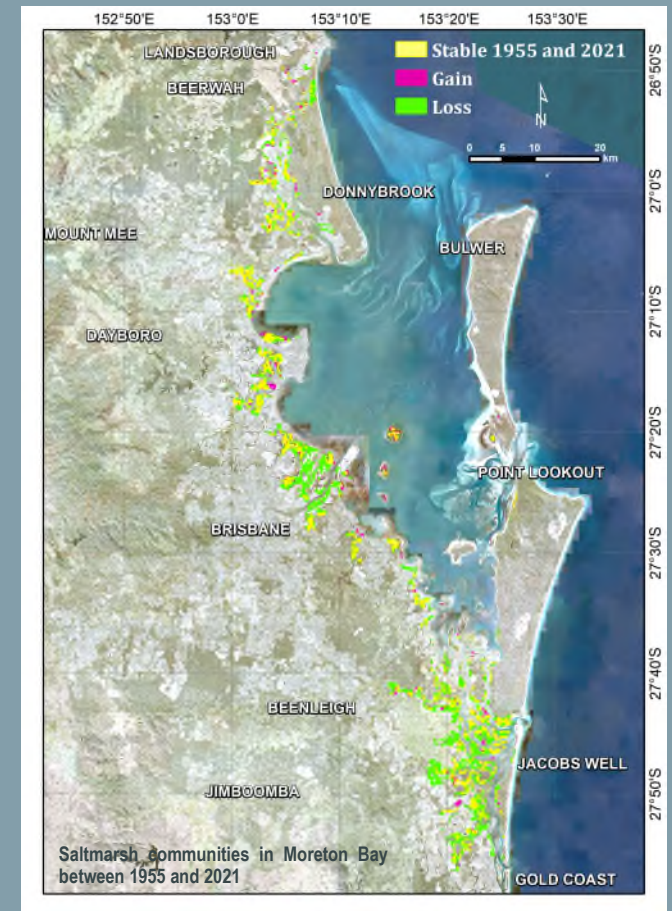 152°50'E 153°0'E 153°10'E 153°20'E 153°30'E
LANDSBOROUGH
Stable 1955 and 2021
BEERWAH
Gain
26°50'S
Loss
N
0 5 10 20
km
DONNYBROOK
27°0'S
MOUNT MEE
BULWER
27°10'S
DAYBORO
27°20'S
POINT LOOKOUT
BRISBANE
27°30'S
27°40'S
BEENLEIGH
JACOBS WELL
JIMBOOMBA
27°50'S
Saltmarsh communities in Moreton Bay
between 1955 and 2021
GOLD COAST